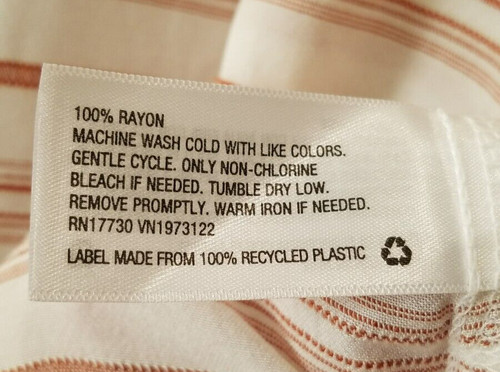 100% RAYON
MACHINE WASH COLD WITH LIKE COLORS.
GENTLE CYCLE. ONLY NON-CHLORINE
BLEACH IF NEEDED. TUMBLE DRY LOW.
REMOVE PROMPTLY. WARM IRON IF NEEDED.
RN17730 VN1973122
LABEL MADE FROM 100% RECYCLED PLASTIC